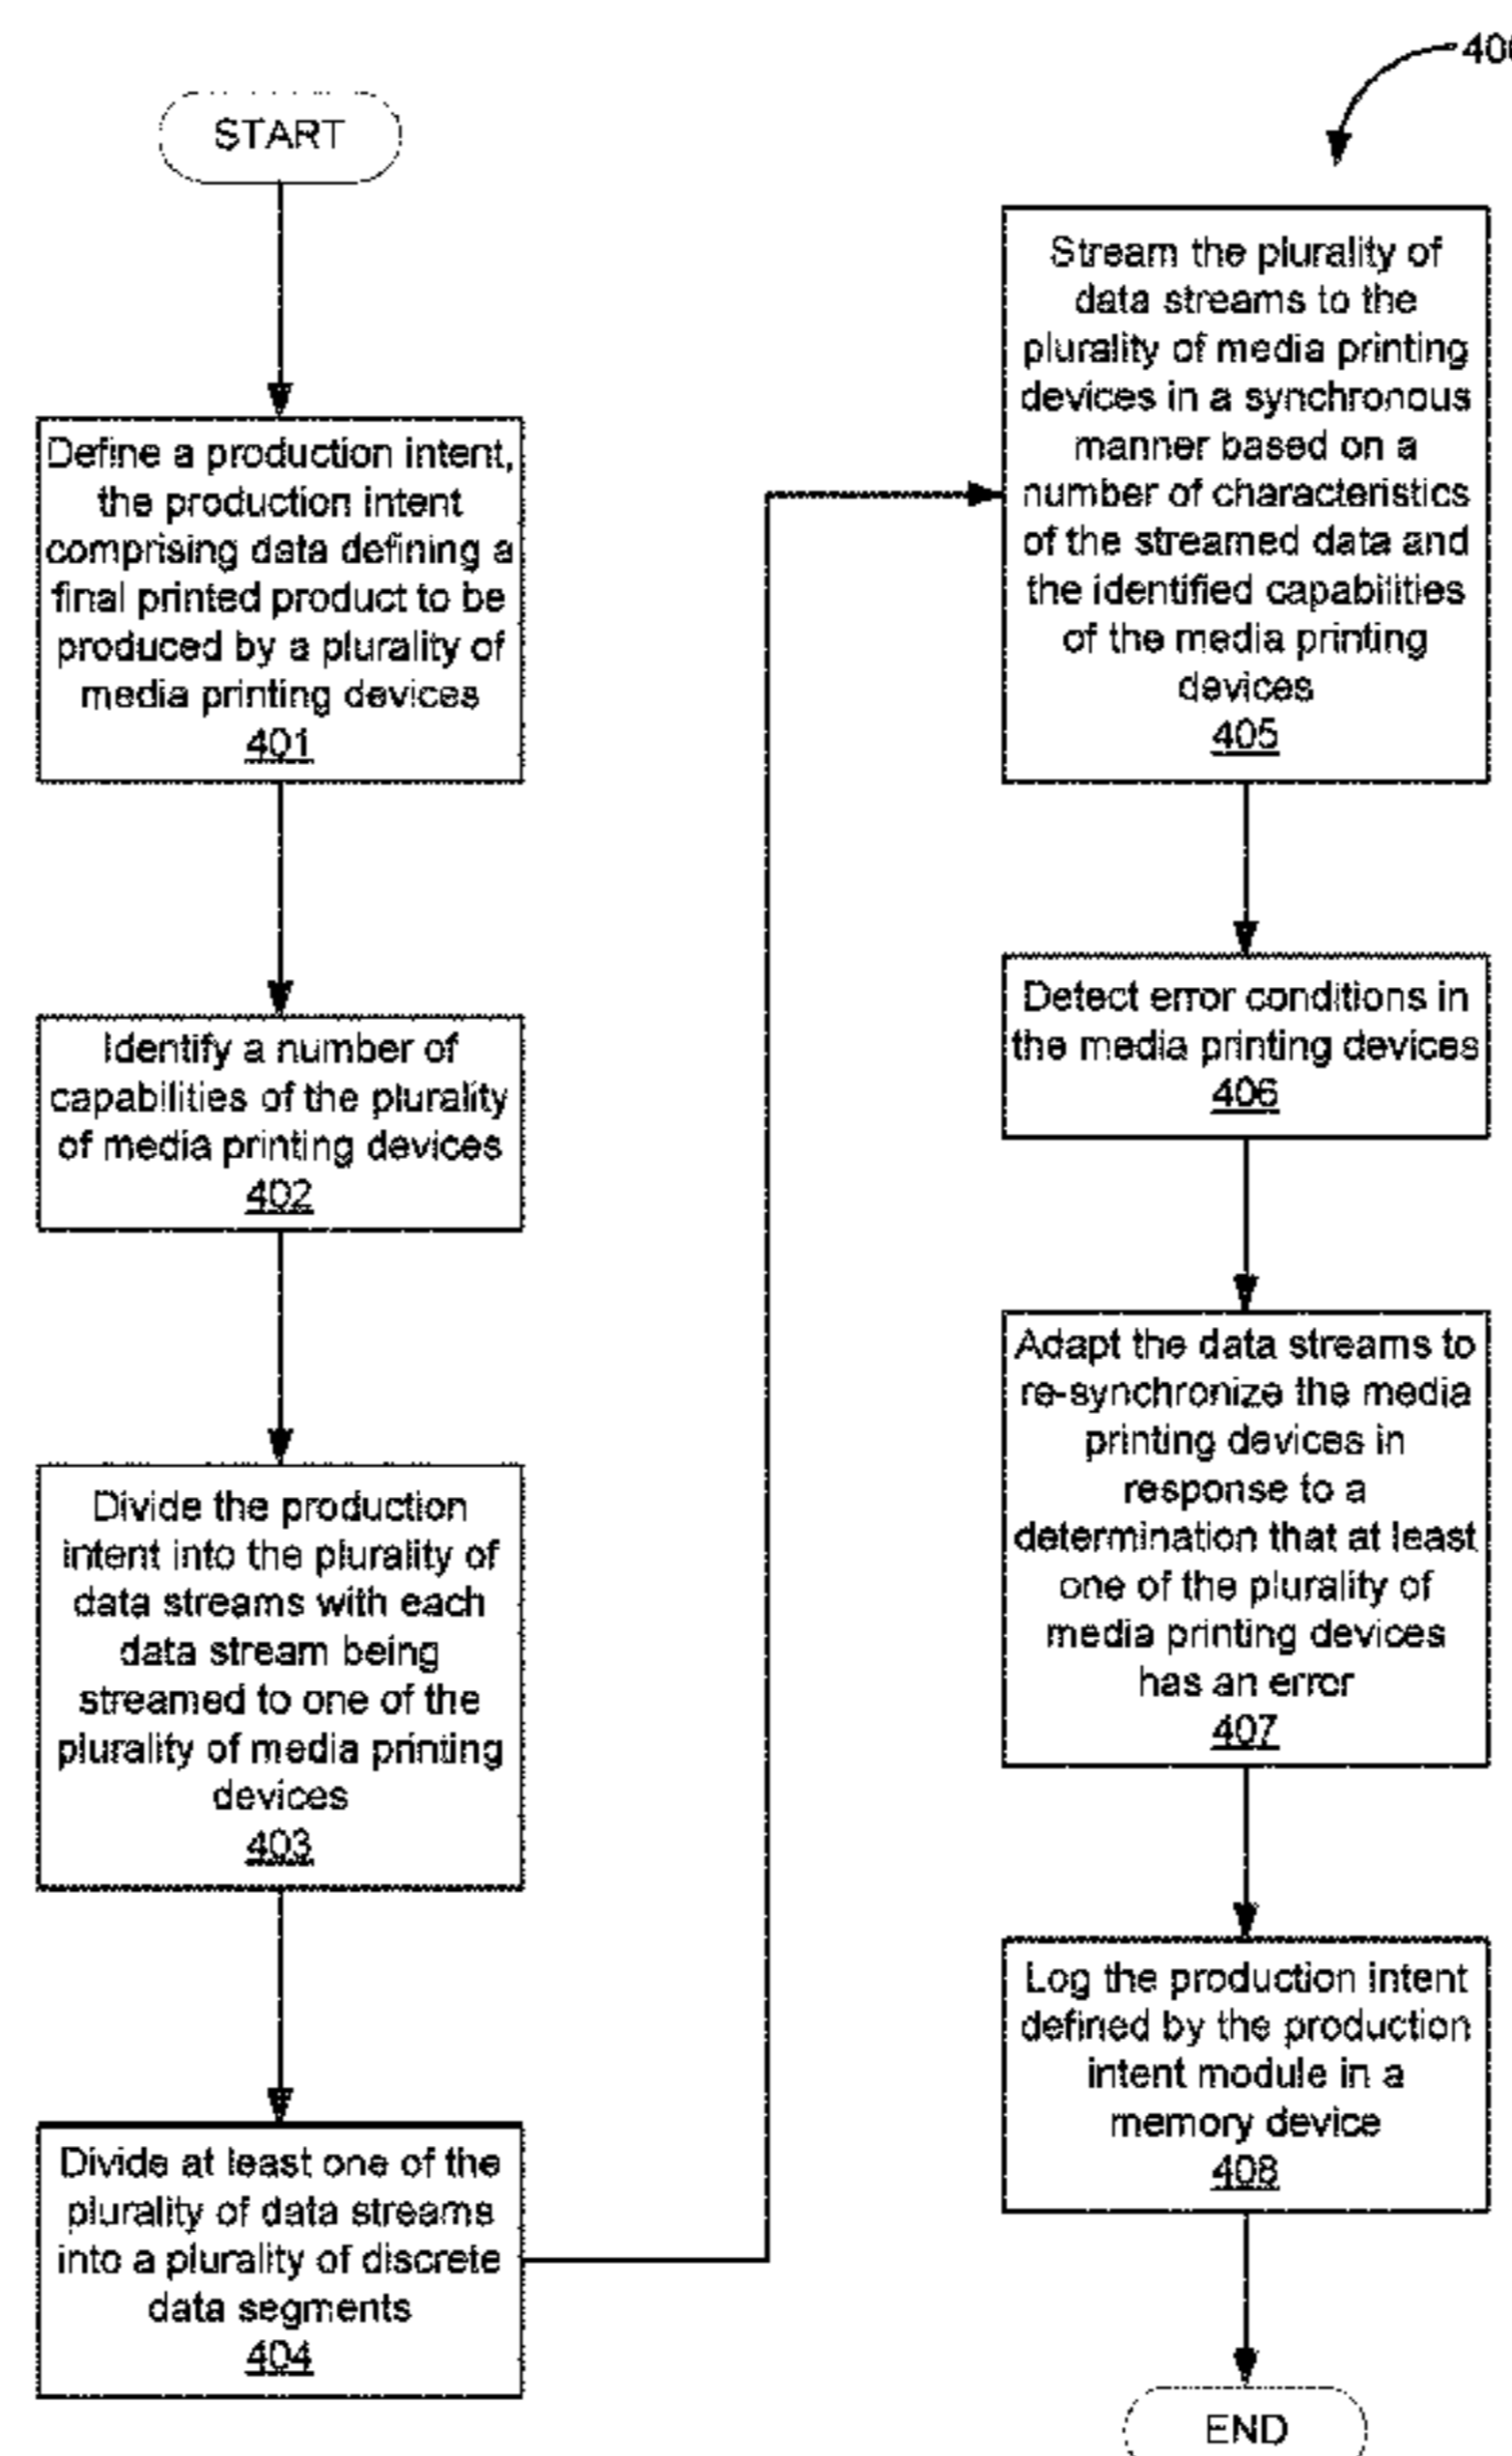 START
Define a production intent,
the production intent
comprising data defining a
final printed product to be
produced by a plurality of
media printing devices
401
Identify a number of
capabilities of the plurality
of media printing devices
402
Divide the production
intent into the plurality of
data streams with each
data stream being
streamed to one of the
plurality of media printing
devices
403
Divide at least one of the
plurality of data streams
into a plurality of discrete
data segments
404
400
Stream the plurality of
data streams to the
plurality of media printing
devices in a synchronous
manner based on a
number of characteristics
of the streamed data and
the identified capabilities
of the media printing
devices
405
Detect error conditions in
the media printing devices
406
Adapt the data streams to
re-synchronize the media
printing devices in
response to a
determination that at least
one of the plurality of
media printing devices
has an error
407
Log the production intent
defined by the production
intent module in a
memory device
408
END